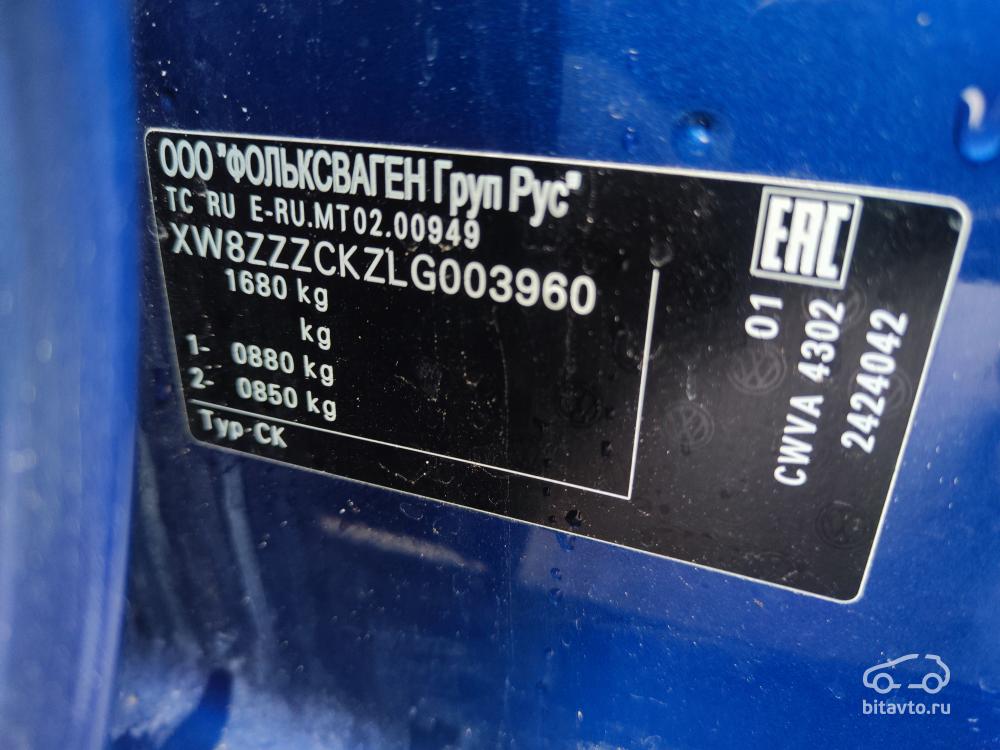 ООО "ФОЛЬКСВАГЕН Груп Рус"
TC RU E-RU.MT02.00949
XW8ZZZCKZLG003960
1680 kg
kg
1- 0880 kg
2- 0850 kg
Typ CK
EAC
01
CWVA 4302
2424042
bitavto.ru